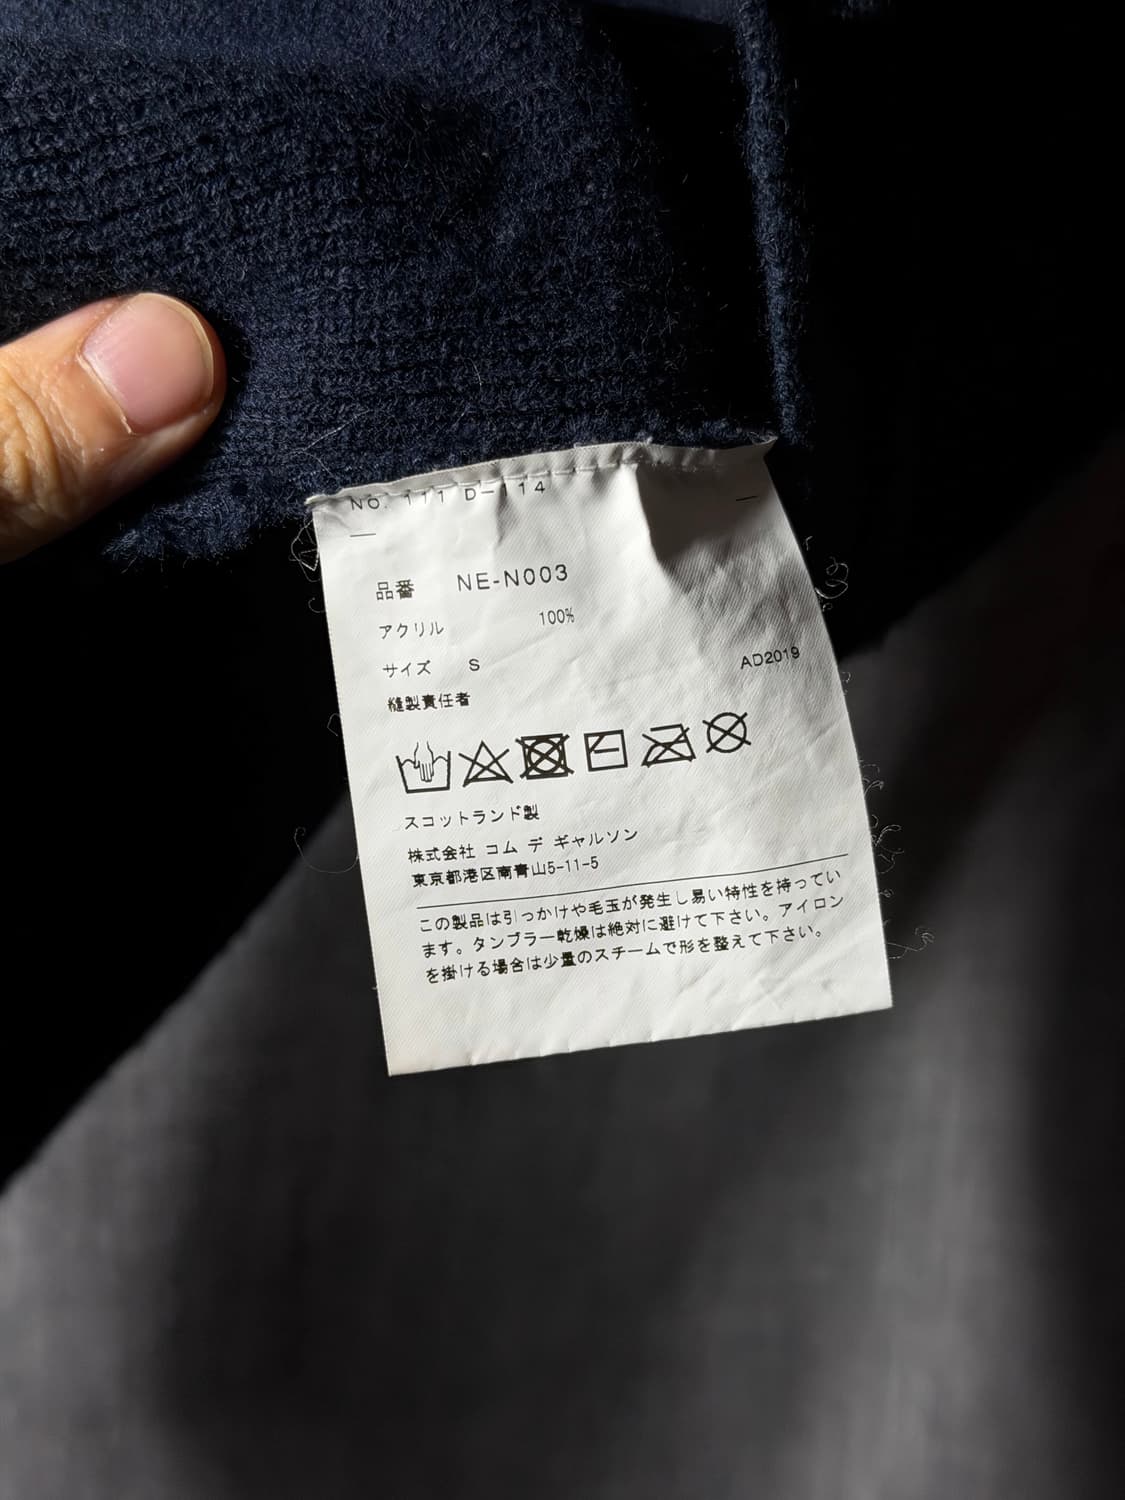 NO. 111 D-114
品番 NE-N003
アクリル 100%
サイズ S AD2019
縫製責任者
スコットランド製
株式会社 コム デ ギャルソン
東京都港区南青山5-11-5
この製品は引っかけや毛玉が発生し易い特性を持ってい
ます。タンブラー乾燥は絶対に避けて下さい。アイロン
を掛ける場合は少量のスチームで形を整えて下さい。